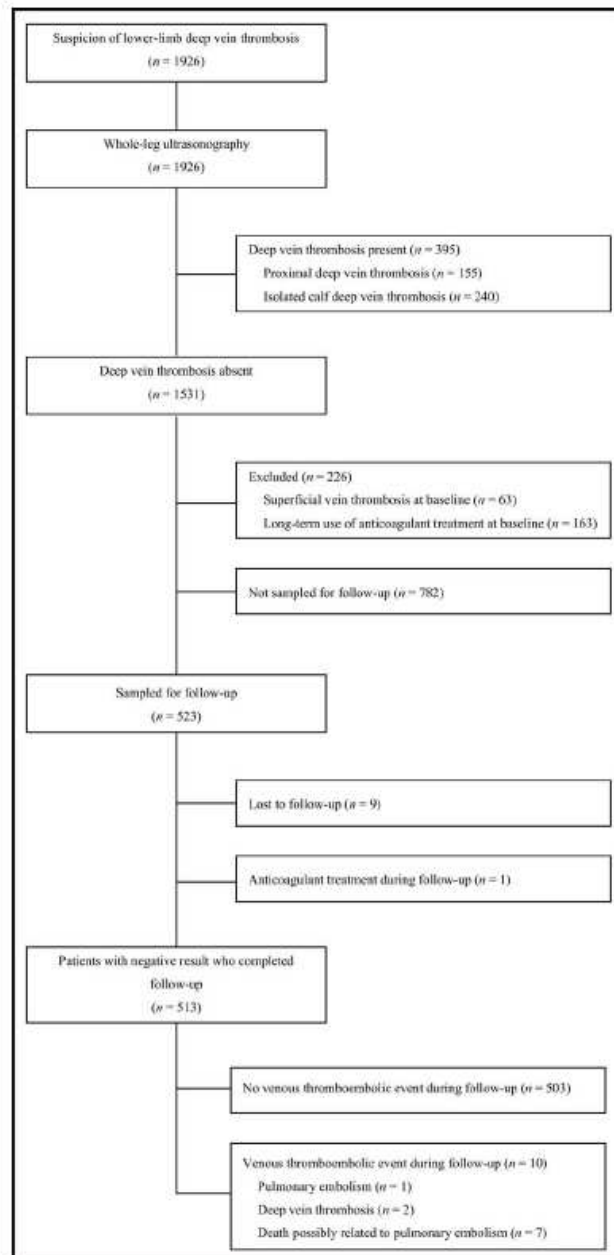 Suspicion of lower-limb deep vein thrombosis
(n = 1926)
Whole-leg ultrasonography
(n = 1926)
Deep vein thrombosis present (n = 395)
Proximal deep vein thrombosis (n = 155)
Isolated calf deep vein thrombosis (n = 240)
Deep vein thrombosis absent
(n = 1531)
Excluded (n = 226)
Superficial vein thrombosis at baseline (n = 63)
Long-term use of anticoagulant treatment at baseline (n = 163)
Not sampled for follow-up (n = 782)
Sampled for follow-up
(n = 523)
Lost to follow-up (n = 9)
Anticoagulant treatment during follow-up (n = 1)
Patients with negative result who completed
follow-up
(n = 513)
No venous thromboembolic event during follow-up (n = 503)
Venous thromboembolic event during follow-up (n = 10)
Pulmonary embolism (n = 1)
Deep vein thrombosis (n = 2)
Death possibly related to pulmonary embolism (n = 7)